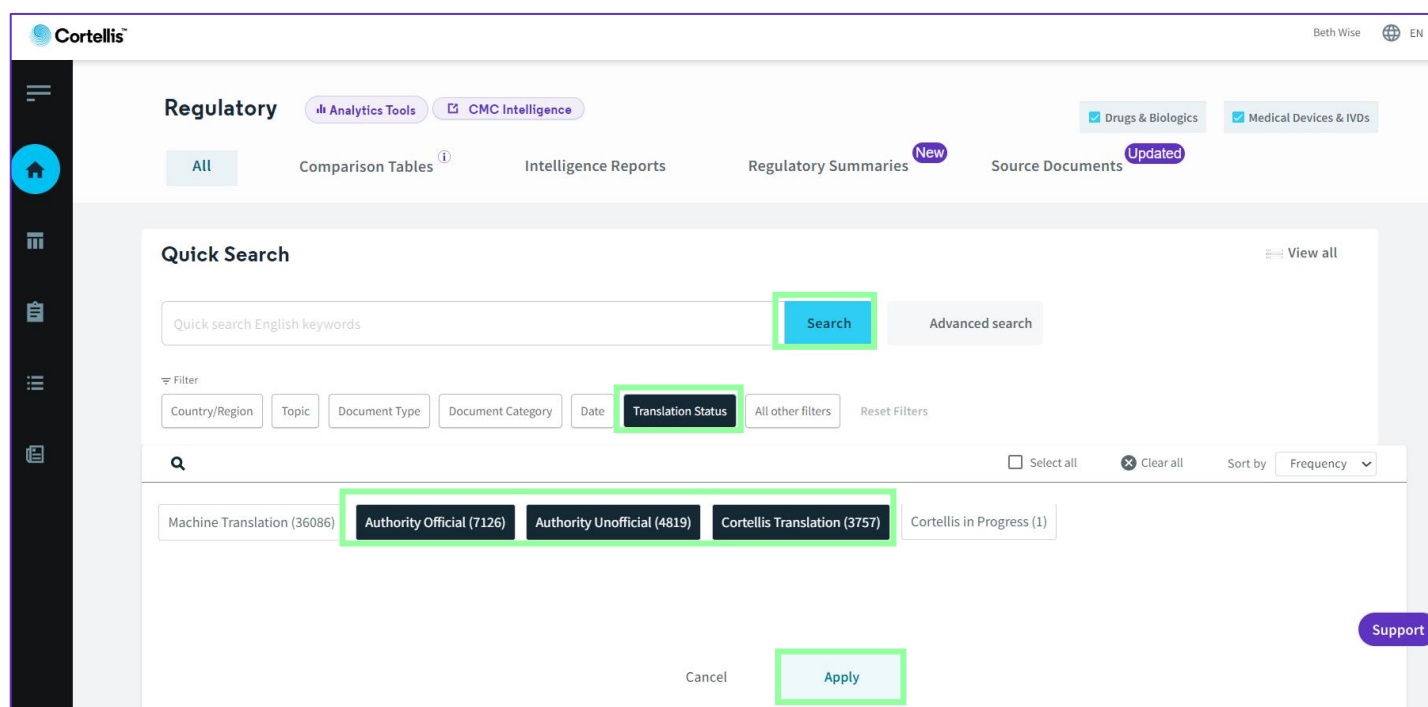 Cortellis™
Beth Wise EN
Regulatory Analytics Tools CMC Intelligence Drugs & Biologics Medical Devices & IVDs
All Comparison Tables i Intelligence Reports Regulatory Summaries New Source Documents Updated
Quick Search View all
Quick search English keywords Search Advanced search
Filter
Country/Region Topic Document Type Document Category Date Translation Status All other filters Reset Filters
Select all Clear all Sort by Frequency
Machine Translation (36086) Authority Official (7126) Authority Unofficial (4819) Cortellis Translation (3757) Cortellis in Progress (1)
Support
Cancel Apply